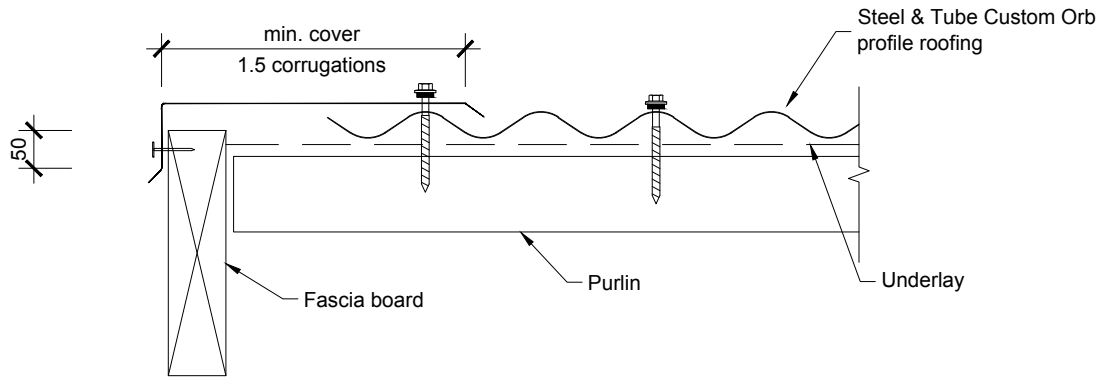 Steel & Tube Custom Orb
profile roofing
min. cover
1.5 corrugations
50
Underlay
Purlin
Fascia board